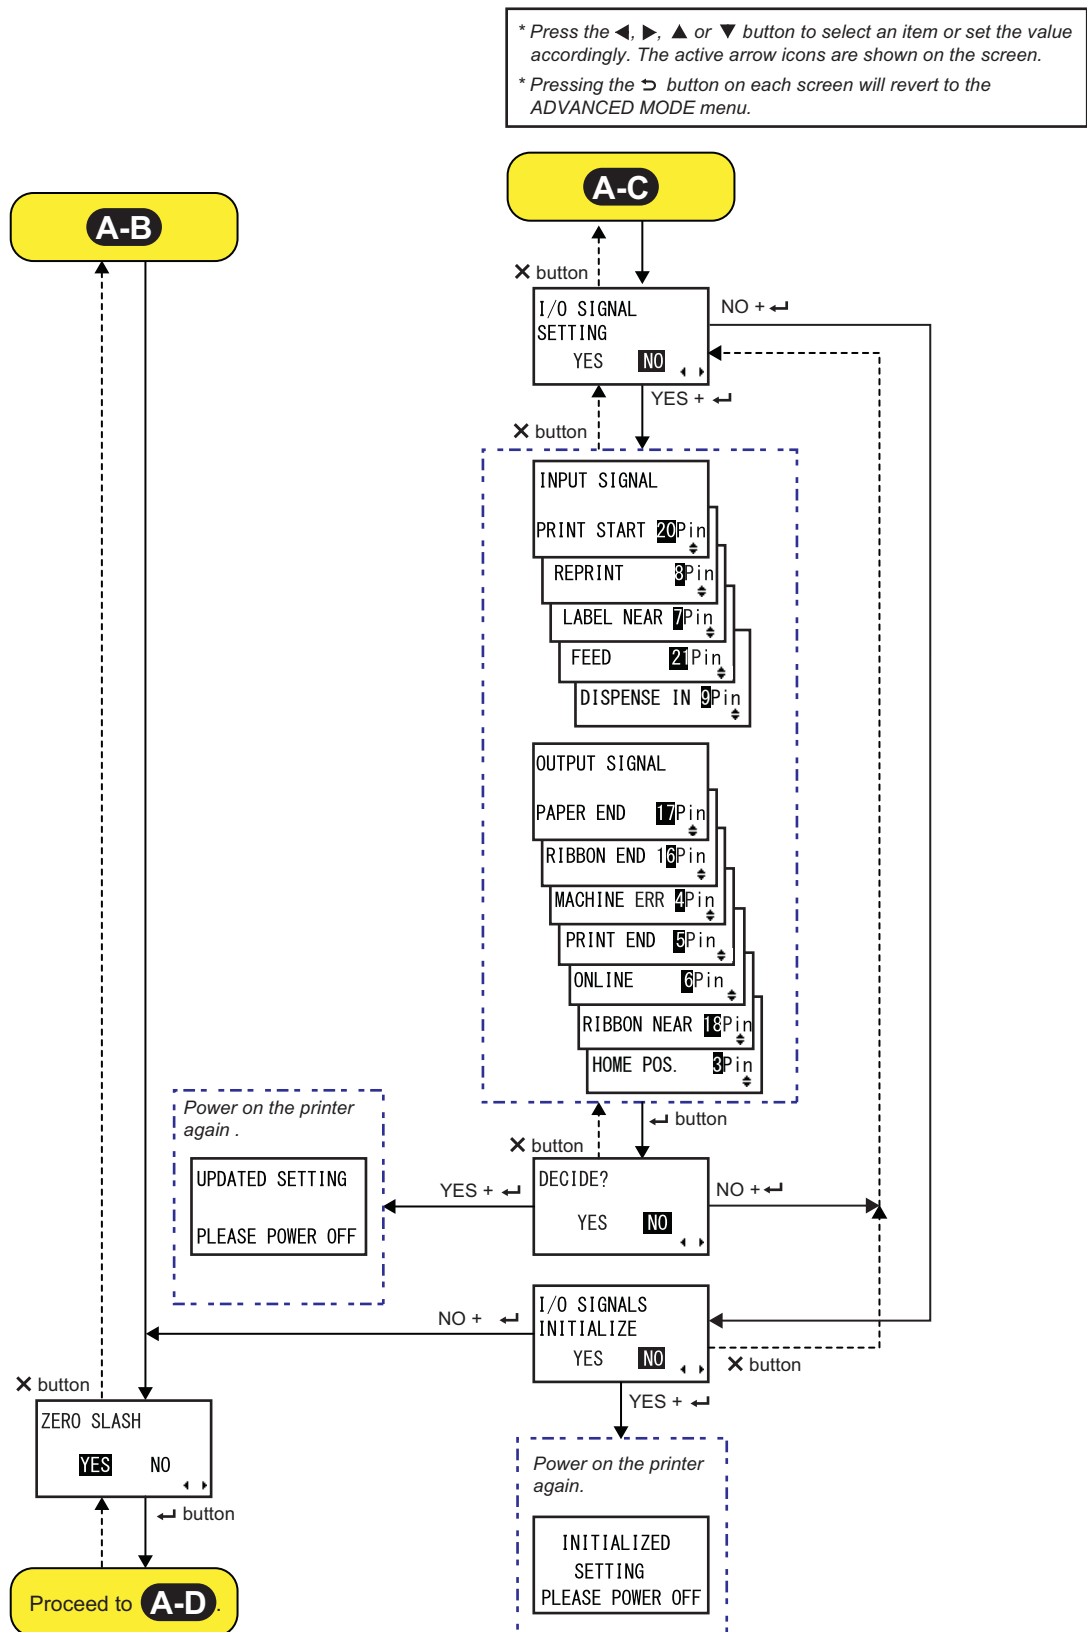 * Press the ◀, ▶, ▲ or ▼ button to select an item or set the value
accordingly. The active arrow icons are shown on the screen.
* Pressing the ⮌ button on each screen will revert to the
ADVANCED MODE menu.
A-C
A-B
✕ button
I/O SIGNAL
SETTING
YES NO
NO + ↵
YES + ↵
✕ button
INPUT SIGNAL
PRINT START 20Pin
REPRINT 8Pin
LABEL NEAR 7Pin
FEED 21Pin
DISPENSE IN 9Pin
OUTPUT SIGNAL
PAPER END 17Pin
RIBBON END 16Pin
MACHINE ERR 4Pin
PRINT END 5Pin
ONLINE 6Pin
RIBBON NEAR 18Pin
HOME POS. 3Pin
↵ button
✕ button
Power on the printer
again .
UPDATED SETTING
PLEASE POWER OFF
YES + ↵
DECIDE?
YES NO
NO + ↵
NO + ↵
I/O SIGNALS
INITIALIZE
YES NO
✕ button
YES + ↵
✕ button
ZERO SLASH
YES NO
↵ button
Power on the printer
again.
INITIALIZED
SETTING
PLEASE POWER OFF
Proceed to A-D.